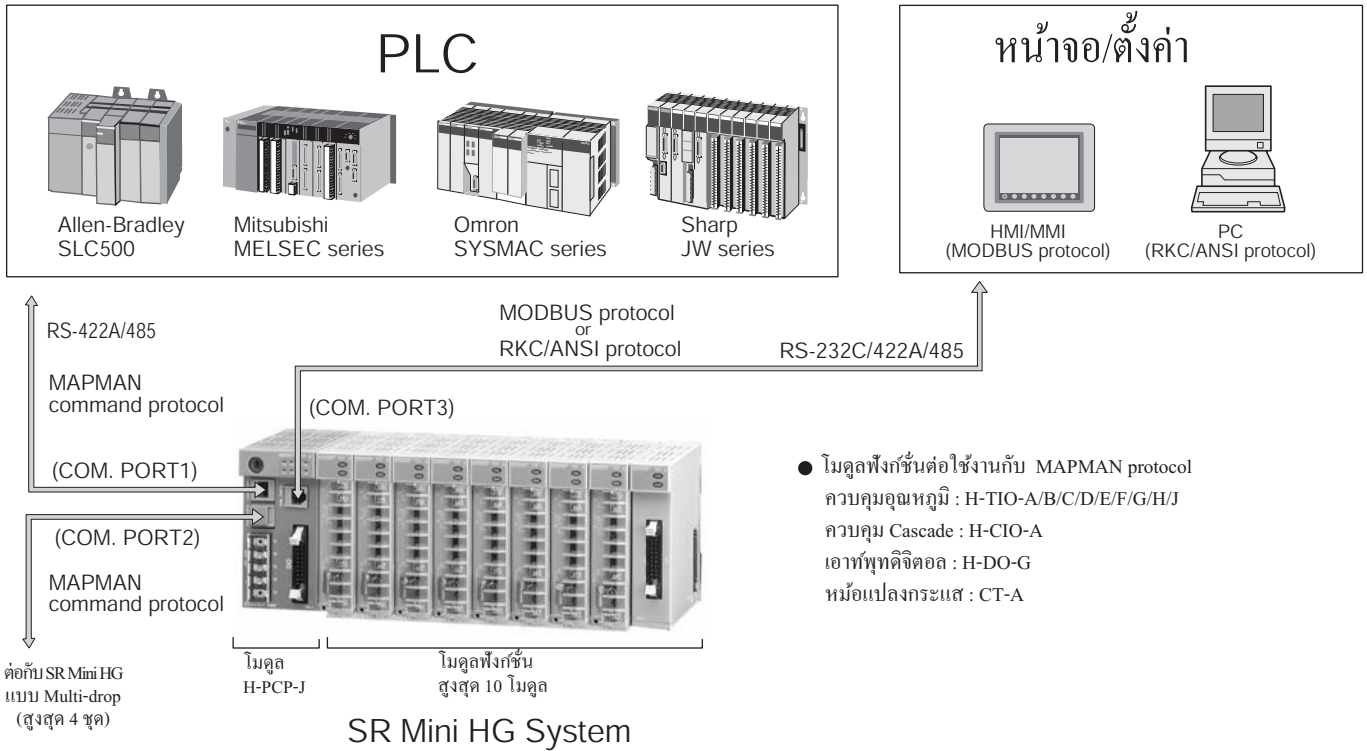 PLC
Allen-Bradley
SLC500
Mitsubishi
MELSEC series
Omron
SYSMAC series
Sharp
JW series
หน้าจอ/ตั้งค่า
HMI/MMI
(MODBUS protocol)
PC
(RKC/ANSI protocol)
RS-422A/485
MAPMAN
command protocol
(COM. PORT1)
(COM. PORT2)
MAPMAN
command protocol
ต่อกับ SR Mini HG
แบบ Multi-drop
(สูงสุด 4 ชุด)
MODBUS protocol
or
RKC/ANSI protocol
RS-232C/422A/485
(COM. PORT3)
โมดูล
H-PCP-J
โมดูลฟังก์ชั่น
สูงสุด 10 โมดูล
SR Mini HG System
● โมดูลฟังก์ชั่นต่อใช้งานกับ MAPMAN protocol
ควบคุมอุณหภูมิ : H-TIO-A/B/C/D/E/F/G/H/J
ควบคุม Cascade : H-CIO-A
เอาท์พุทดิจิตอล : H-DO-G
หม้อแปลงกระแส : CT-A